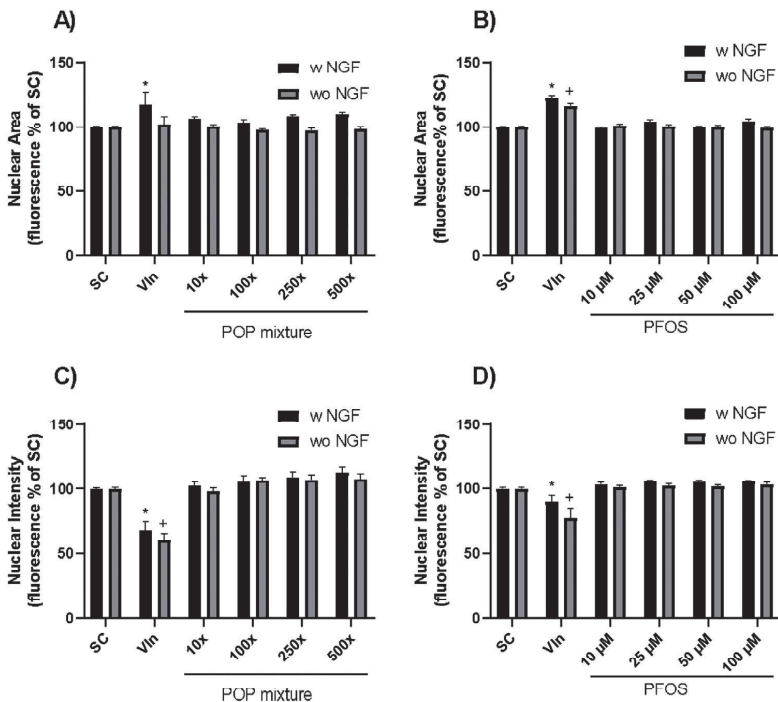 A)
Nuclear Area
(fluorescence % of SC)
150
100
50
0
w NGF
wo NGF
*
SC
VIn
10x
100x
250x
500x
POP mixture
B)
Nuclear Area
(fluorescence% of SC)
150
100
50
0
w NGF
wo NGF
* +
SC
VIn
10 µM
25 µM
50 µM
100 µM
PFOS
C)
Nuclear Intensity
(fluorescence % of SC)
150
100
50
0
w NGF
wo NGF
* +
SC
VIn
10x
100x
250x
500x
POP mixture
D)
Nuclear Intensity
(fluorescence % of SC)
150
100
50
0
w NGF
wo NGF
* +
SC
VIn
10 µM
25 µM
50 µM
100 µM
PFOS